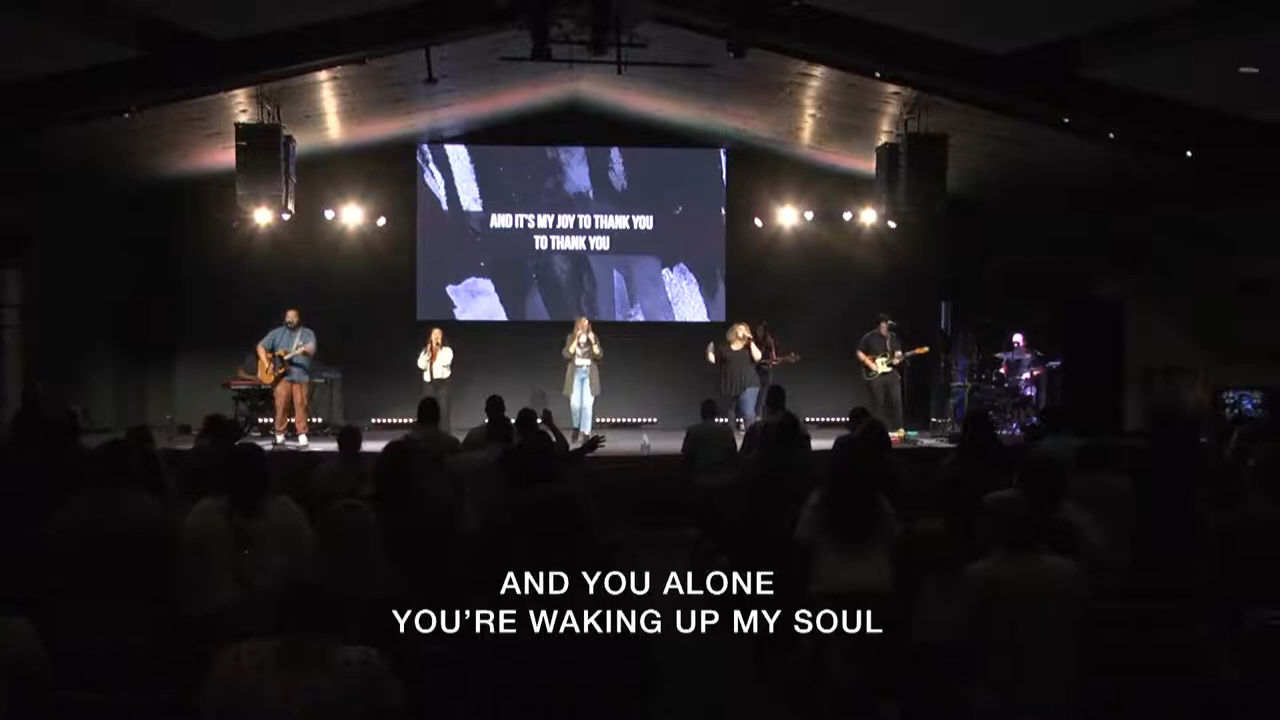 AND IT'S MY JOY TO THANK YOU
TO THANK YOU
AND YOU ALONE
YOU'RE WAKING UP MY SOUL